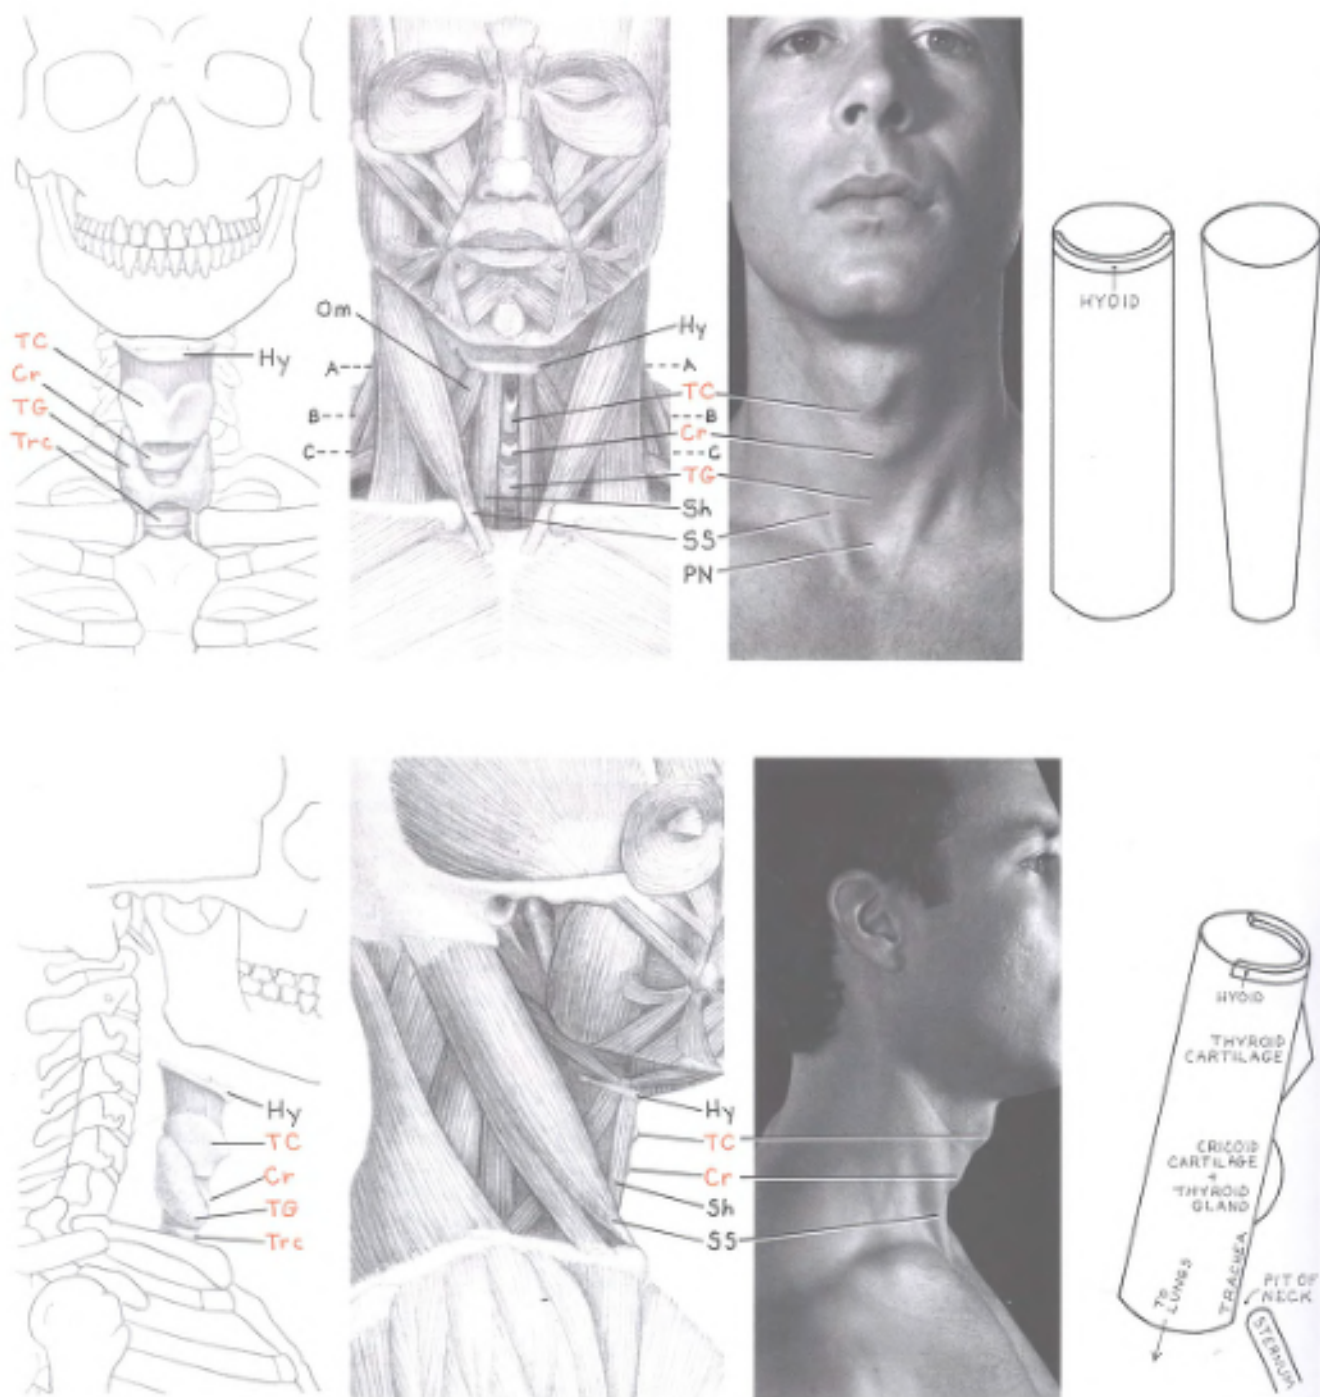 TC
Cr
TG
Trc
Hy
Om
A
B
C
Hy
A
TC
B
Cr
C
TG
Sh
SS
PN
HYOID
Hy
TC
Cr
TG
Trc
Hy
TC
Cr
Sh
SS
HYOID
THYROID
CARTILAGE
CRICOID
CARTILAGE
+
THYROID
GLAND
TO
LUNGS
TRACHEA
PIT OF
NECK
STERNUM